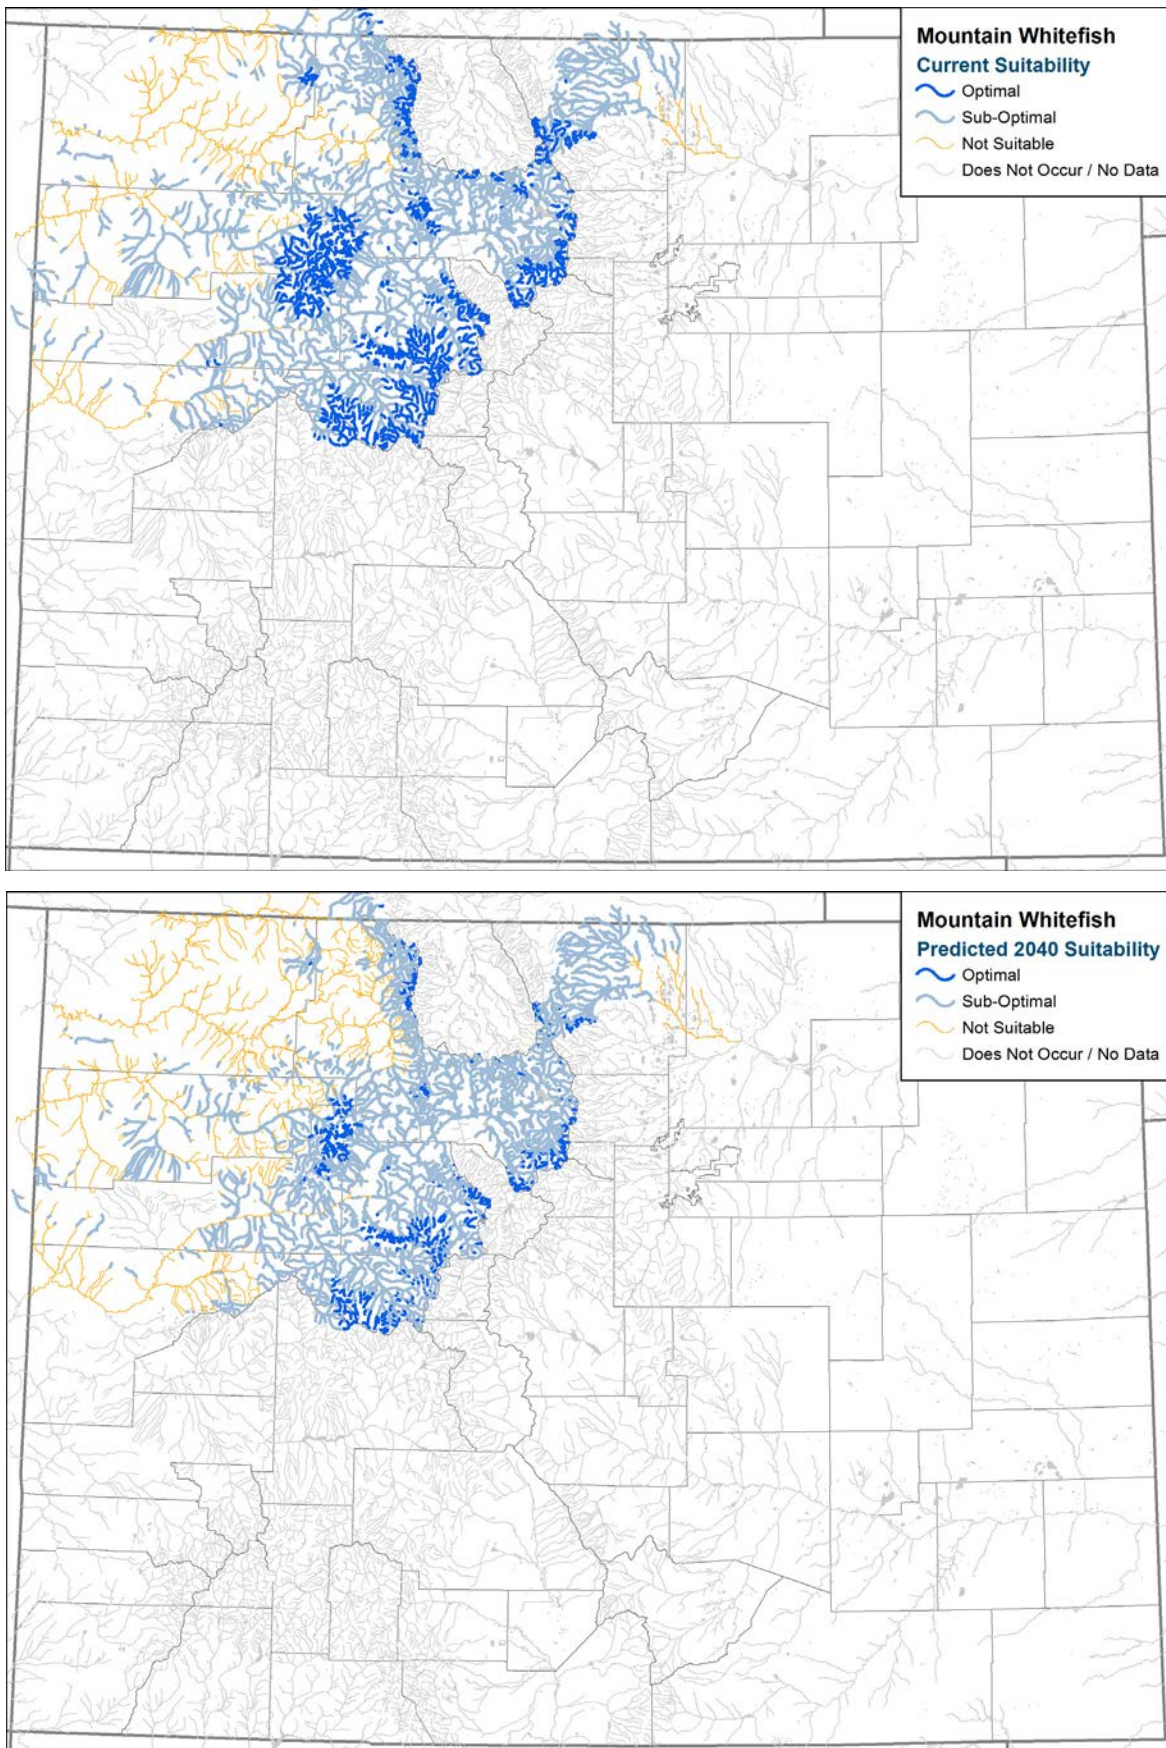 Mountain Whitefish
Current Suitability
Optimal
Sub-Optimal
Not Suitable
Does Not Occur / No Data
Mountain Whitefish
Predicted 2040 Suitability
Optimal
Sub-Optimal
Not Suitable
Does Not Occur / No Data